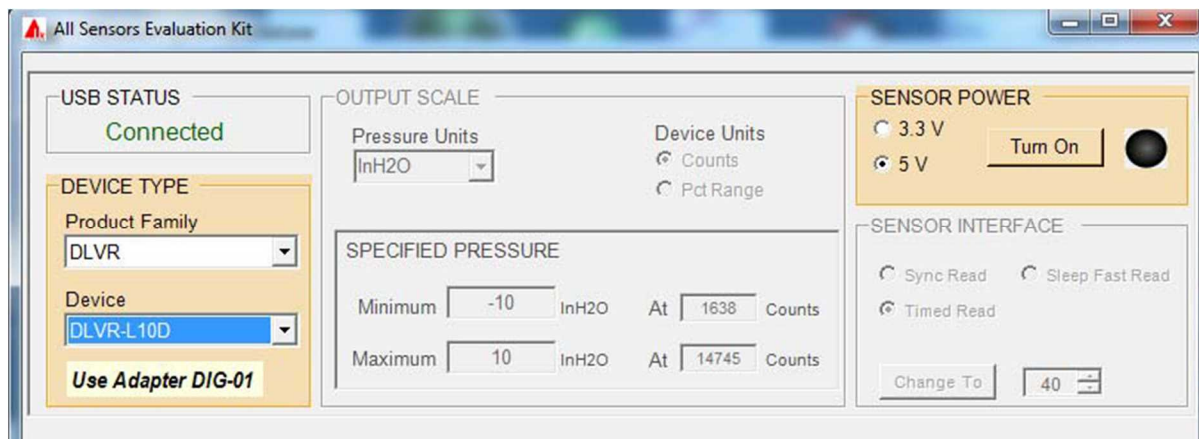 All Sensors Evaluation Kit
USB STATUS
Connected
DEVICE TYPE
Product Family
DLVR
Device
DLVR-L10D
Use Adapter DIG-01
OUTPUT SCALE
Pressure Units
InH2O
Device Units
Counts
Pct Range
SPECIFIED PRESSURE
Minimum -10 InH2O At 1638 Counts
Maximum 10 InH2O At 14745 Counts
SENSOR POWER
3.3 V
5 V
Turn On
SENSOR INTERFACE
Sync Read Sleep Fast Read
Timed Read
Change To 40